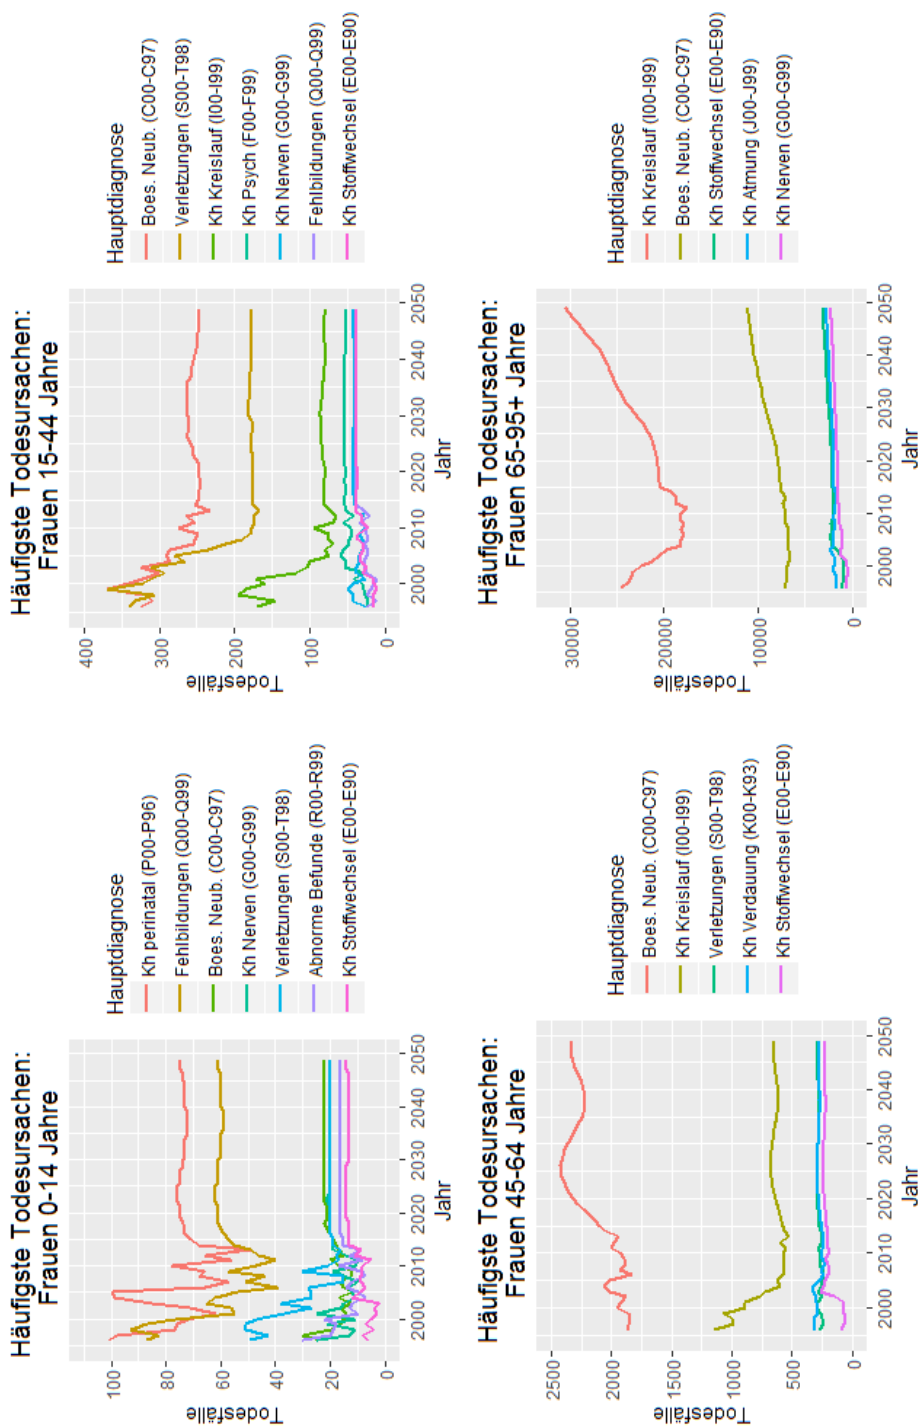 Häufigste Todesursachen:
Frauen 0-14 Jahre
Todesfälle
100
80
60
40
20
0
2000
2010
2020
2030
2040
2050
Jahr
Hauptdiagnose
Kh perinatal (P00-P96)
Fehlbildungen (Q00-Q99)
Boes. Neub. (C00-C97)
Kh Nerven (G00-G99)
Verletzungen (S00-T98)
Abnorme Befunde (R00-R99)
Kh Stoffwechsel (E00-E90)
Häufigste Todesursachen:
Frauen 15-44 Jahre
Todesfälle
400
300
200
100
0
2000
2010
2020
2030
2040
2050
Jahr
Hauptdiagnose
Boes. Neub. (C00-C97)
Verletzungen (S00-T98)
Kh Kreislauf (I00-I99)
Kh Psych (F00-F99)
Kh Nerven (G00-G99)
Fehlbildungen (Q00-Q99)
Kh Stoffwechsel (E00-E90)
Häufigste Todesursachen:
Frauen 45-64 Jahre
Todesfälle
2500
2000
1500
1000
500
0
2000
2010
2020
2030
2040
2050
Jahr
Hauptdiagnose
Boes. Neub. (C00-C97)
Kh Kreislauf (I00-I99)
Verletzungen (S00-T98)
Kh Verdauung (K00-K93)
Kh Stoffwechsel (E00-E90)
Häufigste Todesursachen:
Frauen 65-95+ Jahre
Todesfälle
30000
20000
10000
0
2000
2010
2020
2030
2040
2050
Jahr
Hauptdiagnose
Kh Kreislauf (I00-I99)
Boes. Neub. (C00-C97)
Kh Stoffwechsel (E00-E90)
Kh Atmung (J00-J99)
Kh Nerven (G00-G99)